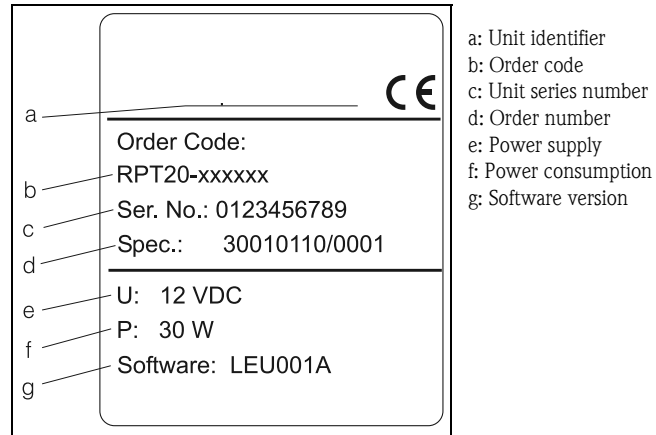 a
CE
Order Code:
b
RPT20-xxxxxx
c
Ser. No.: 0123456789
d
Spec.: 30010110/0001
e
U: 12 VDC
f
P: 30 W
g
Software: LEU001A
a: Unit identifier
b: Order code
c: Unit series number
d: Order number
e: Power supply
f: Power consumption
g: Software version